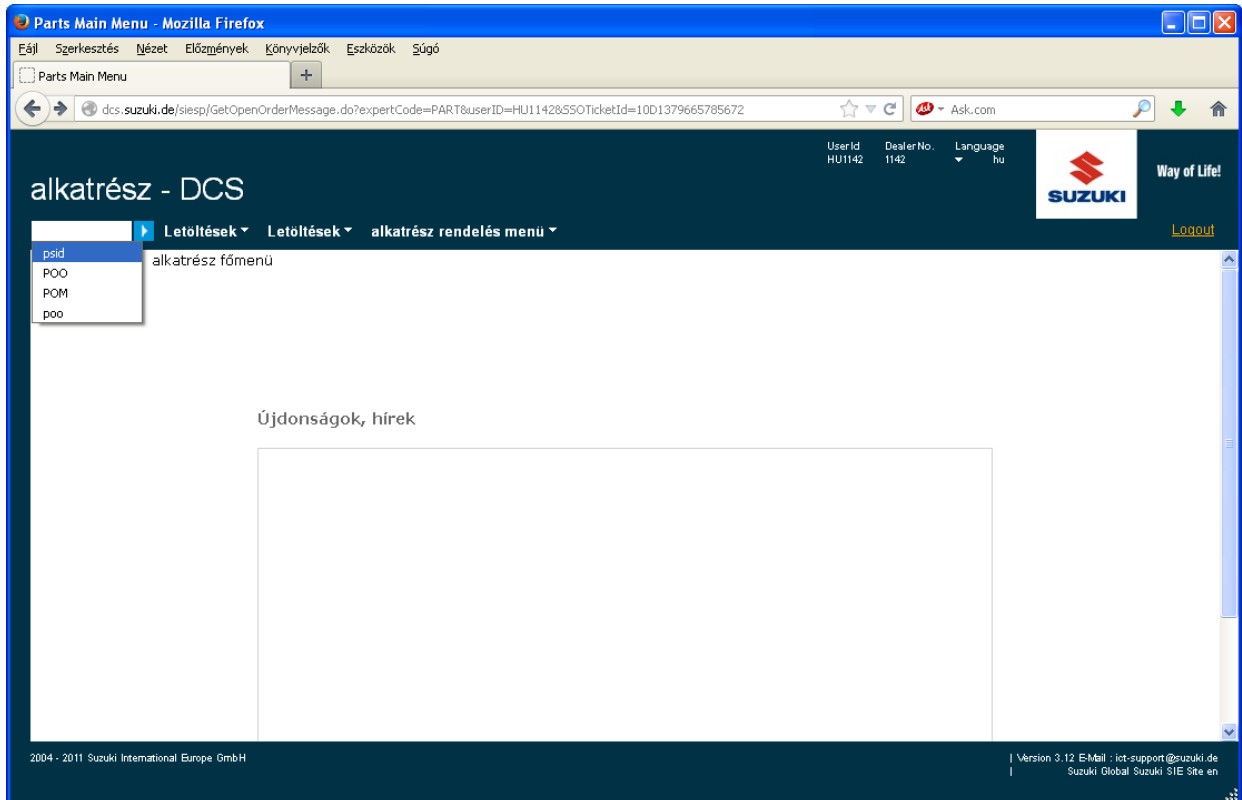 Parts Main Menu - Mozilla Firefox
Fájl Szerkesztés Nézet Előzmények Könyvjelzők Eszközök Súgó
Parts Main Menu
dcs.suzuki.de/siesp/GetOpenOrderMessage.do?expertCode=PART&userID=HU1142&SSOTicketId=10D1379665785672
Ask.com
UserId DealerNo. Language
HU1142 1142 hu
alkatrész - DCS
SUZUKI
Way of Life!
Letöltések Letöltések alkatrész rendelés menü
Logout
psid
POO
POM
poo
alkatrész főmenü
Újdonságok, hírek
2004 - 2011 Suzuki International Europe GmbH
| Version 3.12 E-Mail : ict-support@suzuki.de
| Suzuki Global Suzuki SIE Site en